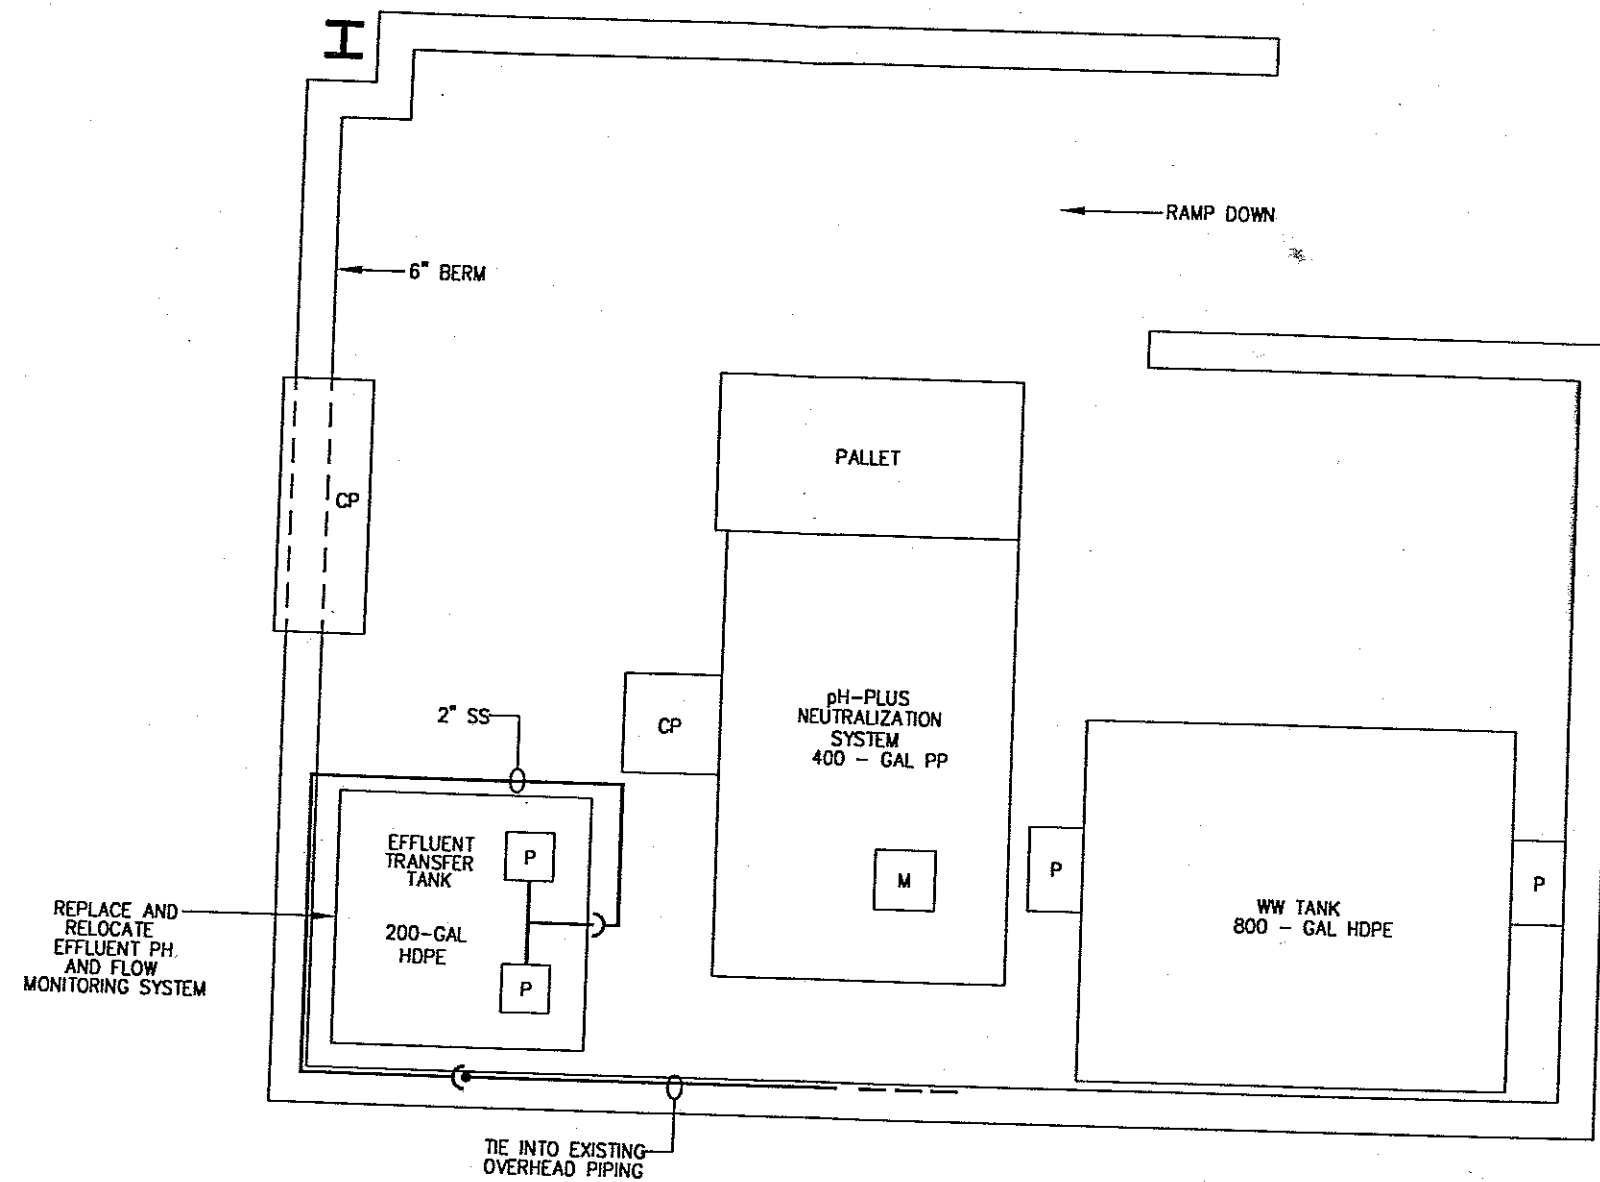 RAMP DOWN
6" BERM
PALLET
CP
2" SS
CP
pH-PLUS
NEUTRALIZATION
SYSTEM
400 - GAL PP
EFFLUENT
TRANSFER
TANK
200-GAL
HDPE
P
P
M
P
P
WW TANK
800 - GAL HDPE
REPLACE AND
RELOCATE
EFFLUENT PH
AND FLOW
MONITORING SYSTEM
TIE INTO EXISTING
OVERHEAD PIPING